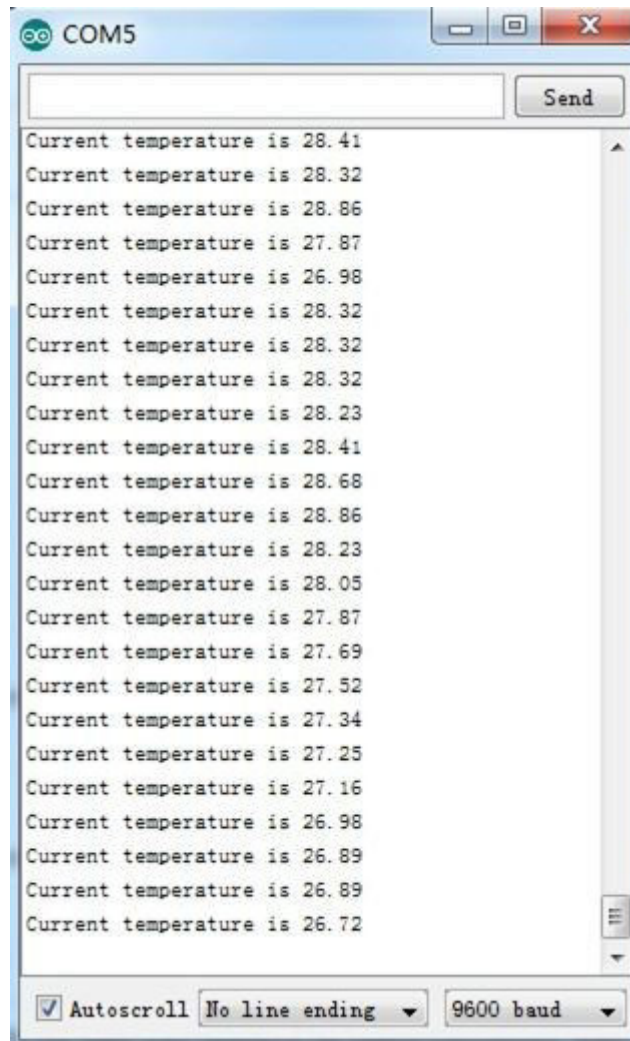 COM5
Send
Current temperature is 28.41
Current temperature is 28.32
Current temperature is 28.86
Current temperature is 27.87
Current temperature is 26.98
Current temperature is 28.32
Current temperature is 28.32
Current temperature is 28.32
Current temperature is 28.23
Current temperature is 28.41
Current temperature is 28.68
Current temperature is 28.86
Current temperature is 28.23
Current temperature is 28.05
Current temperature is 27.87
Current temperature is 27.69
Current temperature is 27.52
Current temperature is 27.34
Current temperature is 27.25
Current temperature is 27.16
Current temperature is 26.98
Current temperature is 26.89
Current temperature is 26.89
Current temperature is 26.72
Autoscroll No line ending 9600 baud